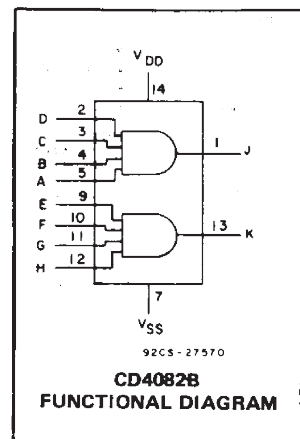 VDD
14
D 2
C 3
B 4
A 5
1 J
E 9
F 10
G 11
H 12
13 K
7
VSS
92CS-27570
CD4082B
FUNCTIONAL DIAGRAM